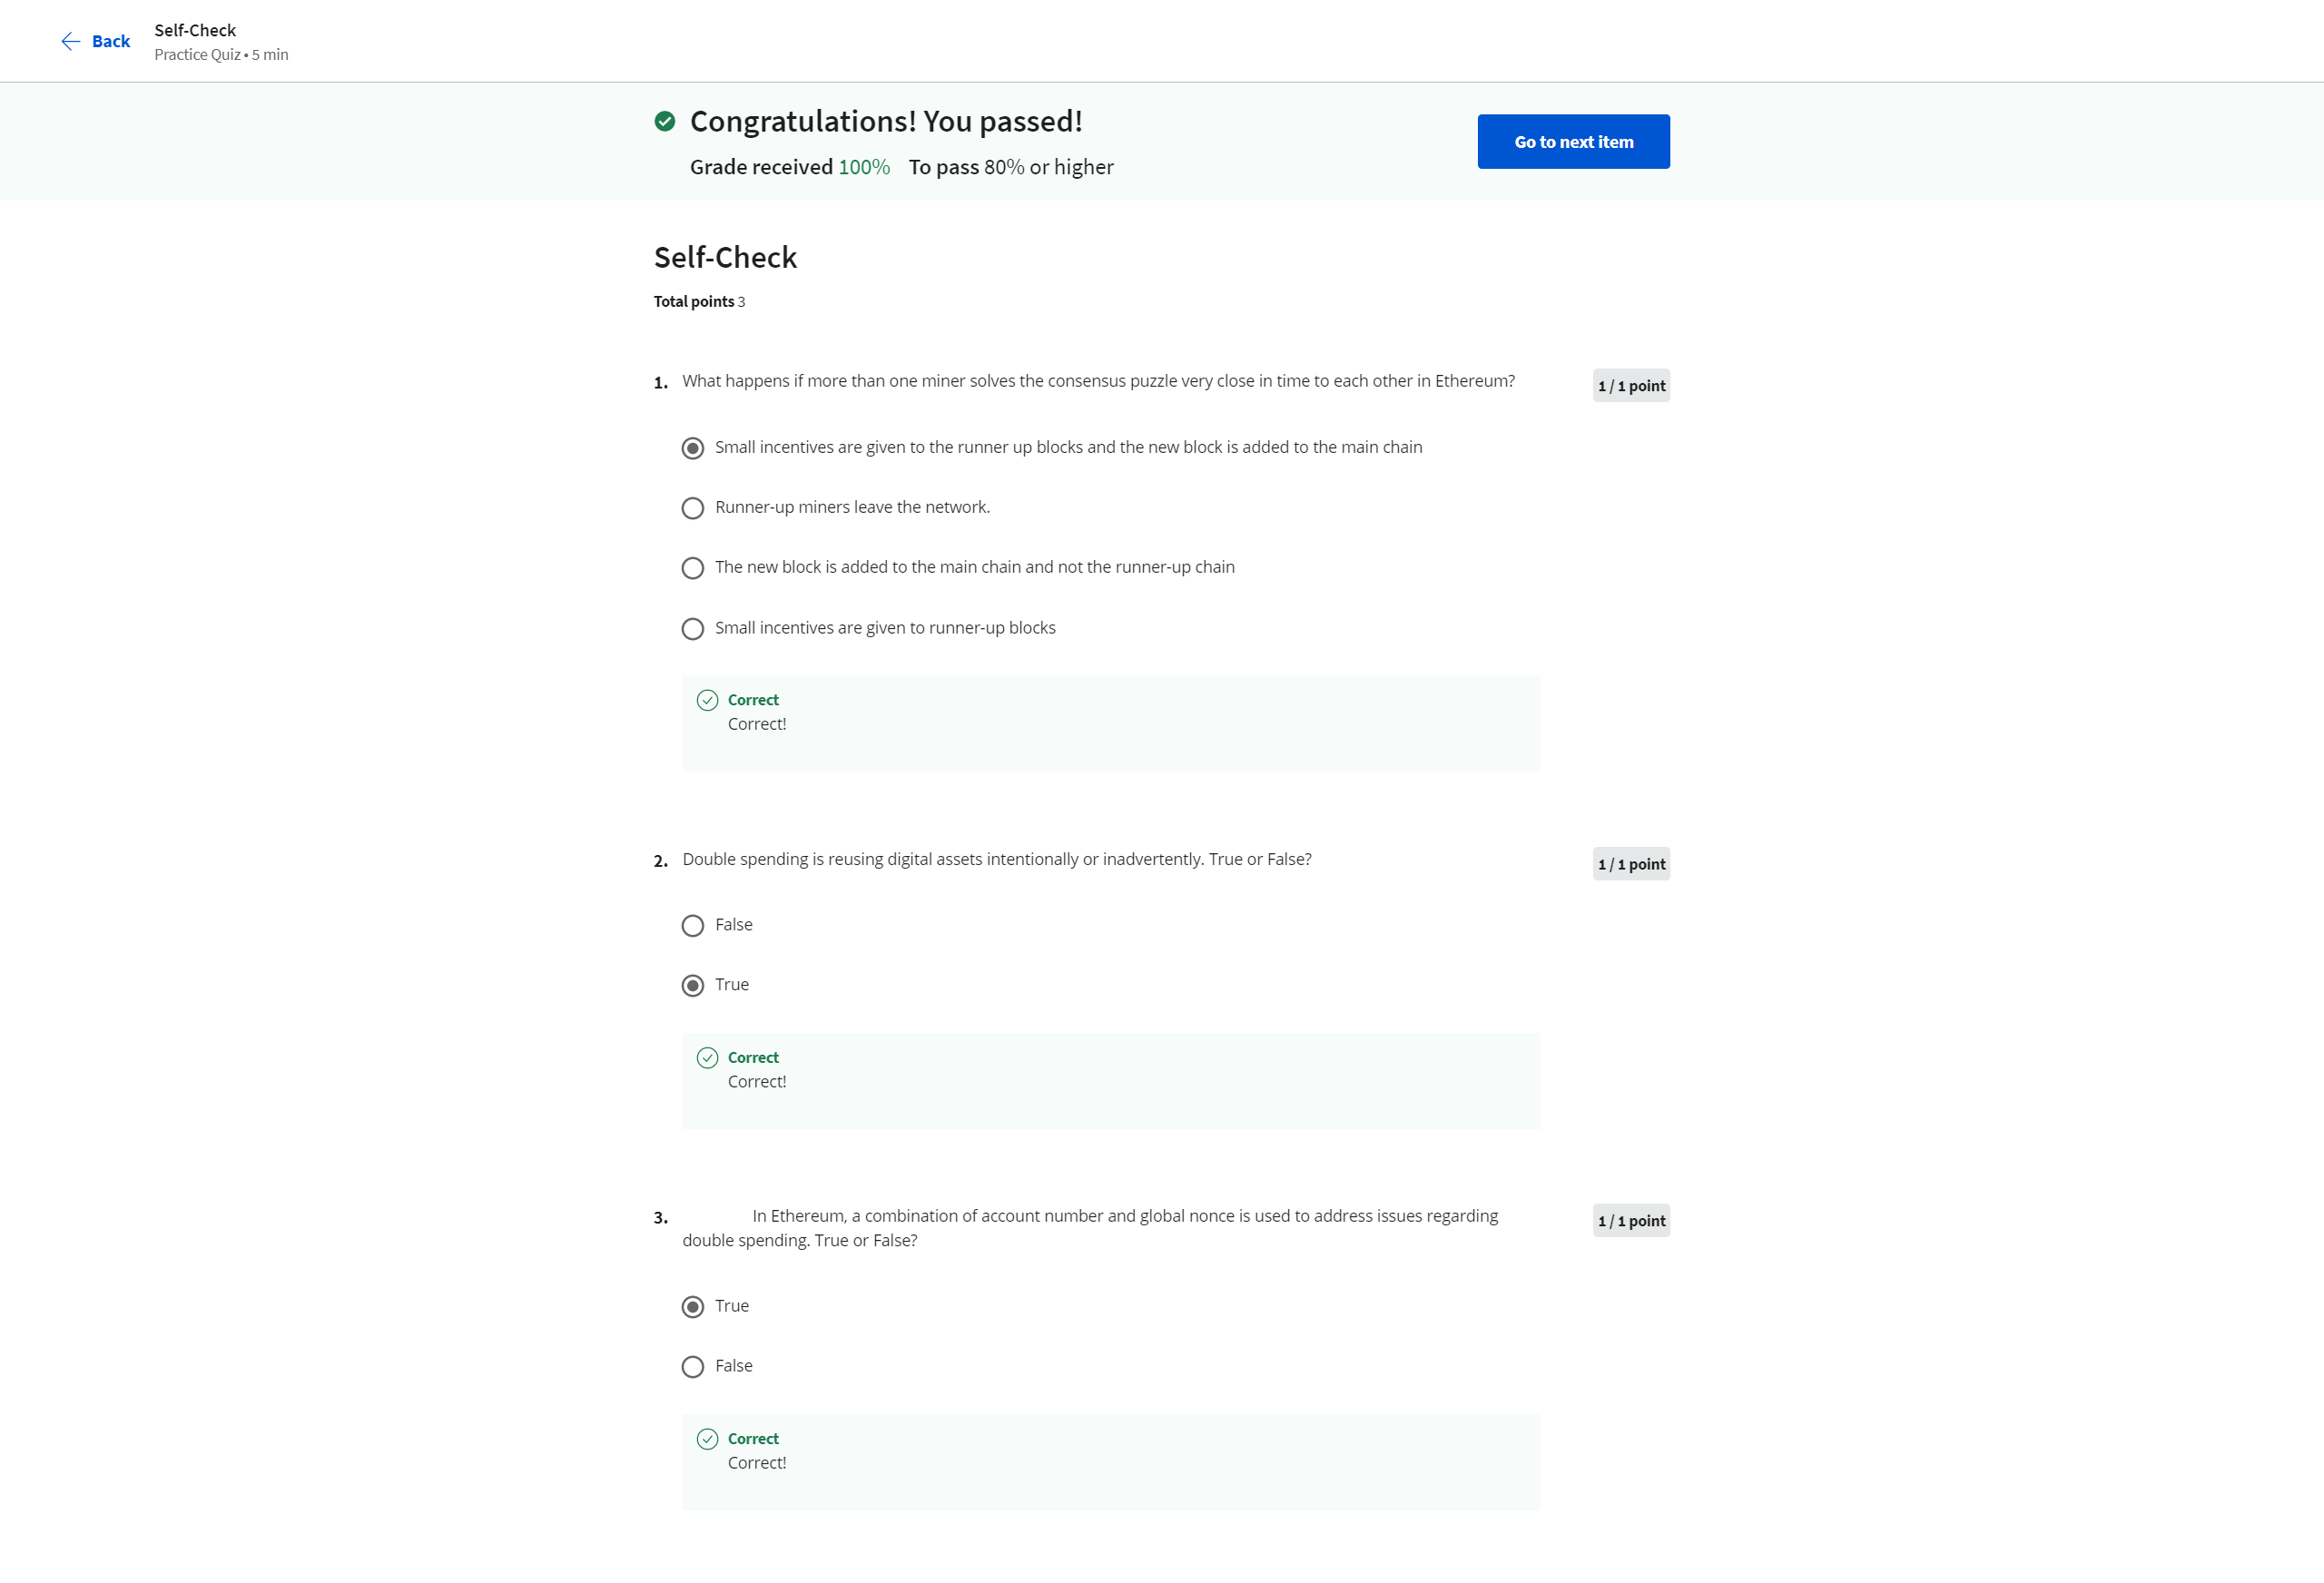 Back
Self-Check
Practice Quiz • 5 min
Congratulations! You passed!
Grade received 100% To pass 80% or higher
Go to next item
Self-Check
Total points 3
1. What happens if more than one miner solves the consensus puzzle very close in time to each other in Ethereum?
1 / 1 point
Small incentives are given to the runner up blocks and the new block is added to the main chain
Runner-up miners leave the network.
The new block is added to the main chain and not the runner-up chain
Small incentives are given to runner-up blocks
Correct
Correct!
2. Double spending is reusing digital assets intentionally or inadvertently. True or False?
1 / 1 point
False
True
Correct
Correct!
3. In Ethereum, a combination of account number and global nonce is used to address issues regarding
double spending. True or False?
1 / 1 point
True
False
Correct
Correct!